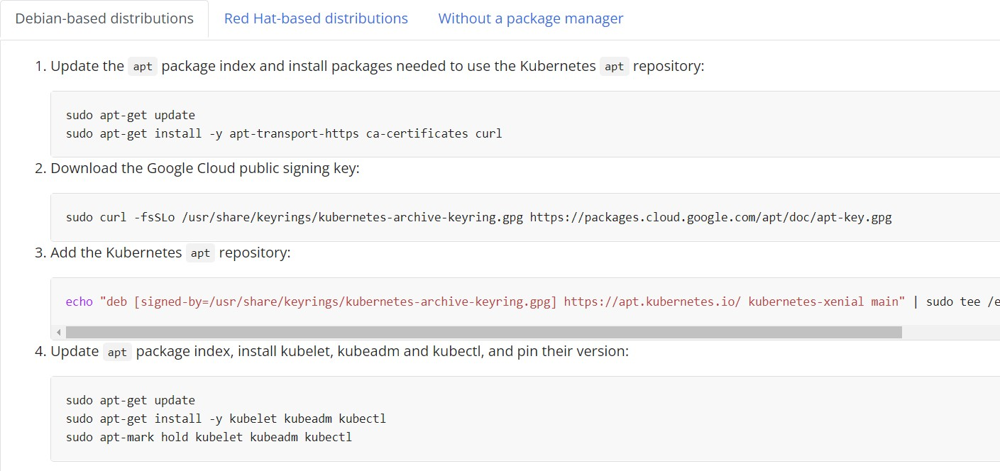 Debian-based distributions Red Hat-based distributions Without a package manager
1. Update the apt package index and install packages needed to use the Kubernetes apt repository:
sudo apt-get update
sudo apt-get install -y apt-transport-https ca-certificates curl
2. Download the Google Cloud public signing key:
sudo curl -fsSLo /usr/share/keyrings/kubernetes-archive-keyring.gpg https://packages.cloud.google.com/apt/doc/apt-key.gpg
3. Add the Kubernetes apt repository:
echo "deb [signed-by=/usr/share/keyrings/kubernetes-archive-keyring.gpg] https://apt.kubernetes.io/ kubernetes-xenial main" | sudo tee /e
4. Update apt package index, install kubelet, kubeadm and kubectl, and pin their version:
sudo apt-get update
sudo apt-get install -y kubelet kubeadm kubectl
sudo apt-mark hold kubelet kubeadm kubectl